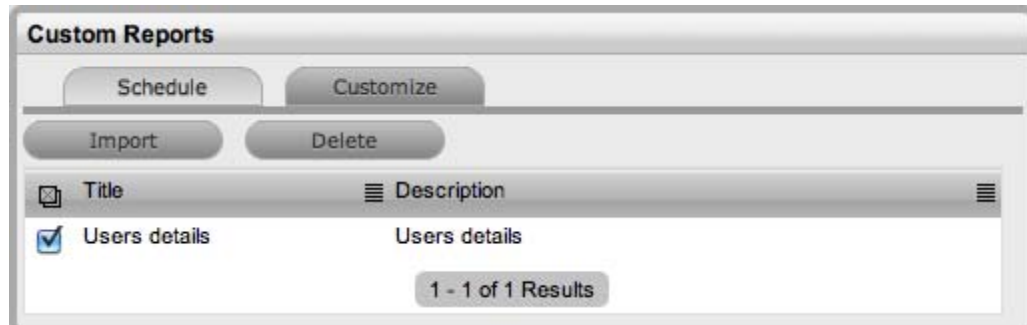 Custom Reports
Schedule Customize
Import Delete
Title Description
Users details Users details
1 - 1 of 1 Results